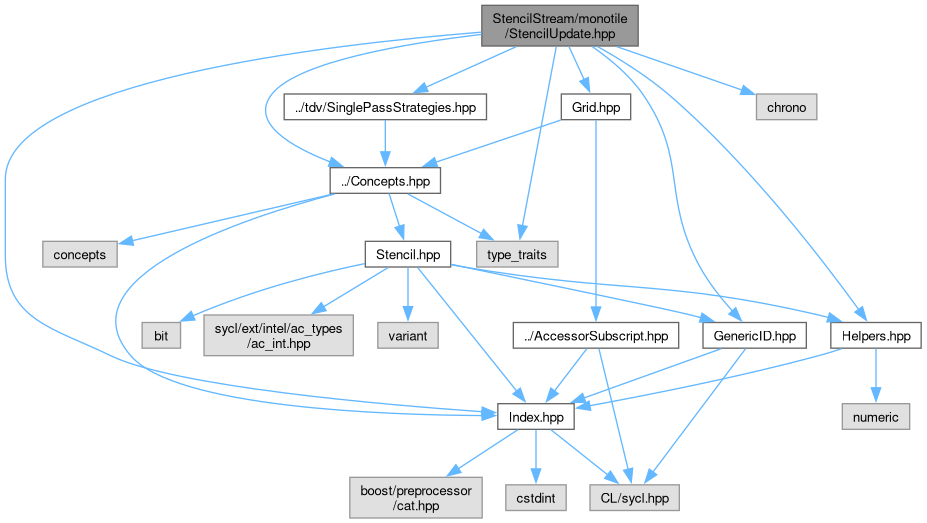 StencilStream/monotile
/StencilUpdate.hpp
../tdv/SinglePassStrategies.hpp
Grid.hpp
chrono
../Concepts.hpp
concepts
Stencil.hpp
type_traits
bit
sycl/ext/intel/ac_types
/ac_int.hpp
variant
../AccessorSubscript.hpp
GenericID.hpp
Helpers.hpp
Index.hpp
numeric
boost/preprocessor
/cat.hpp
cstdint
CL/sycl.hpp